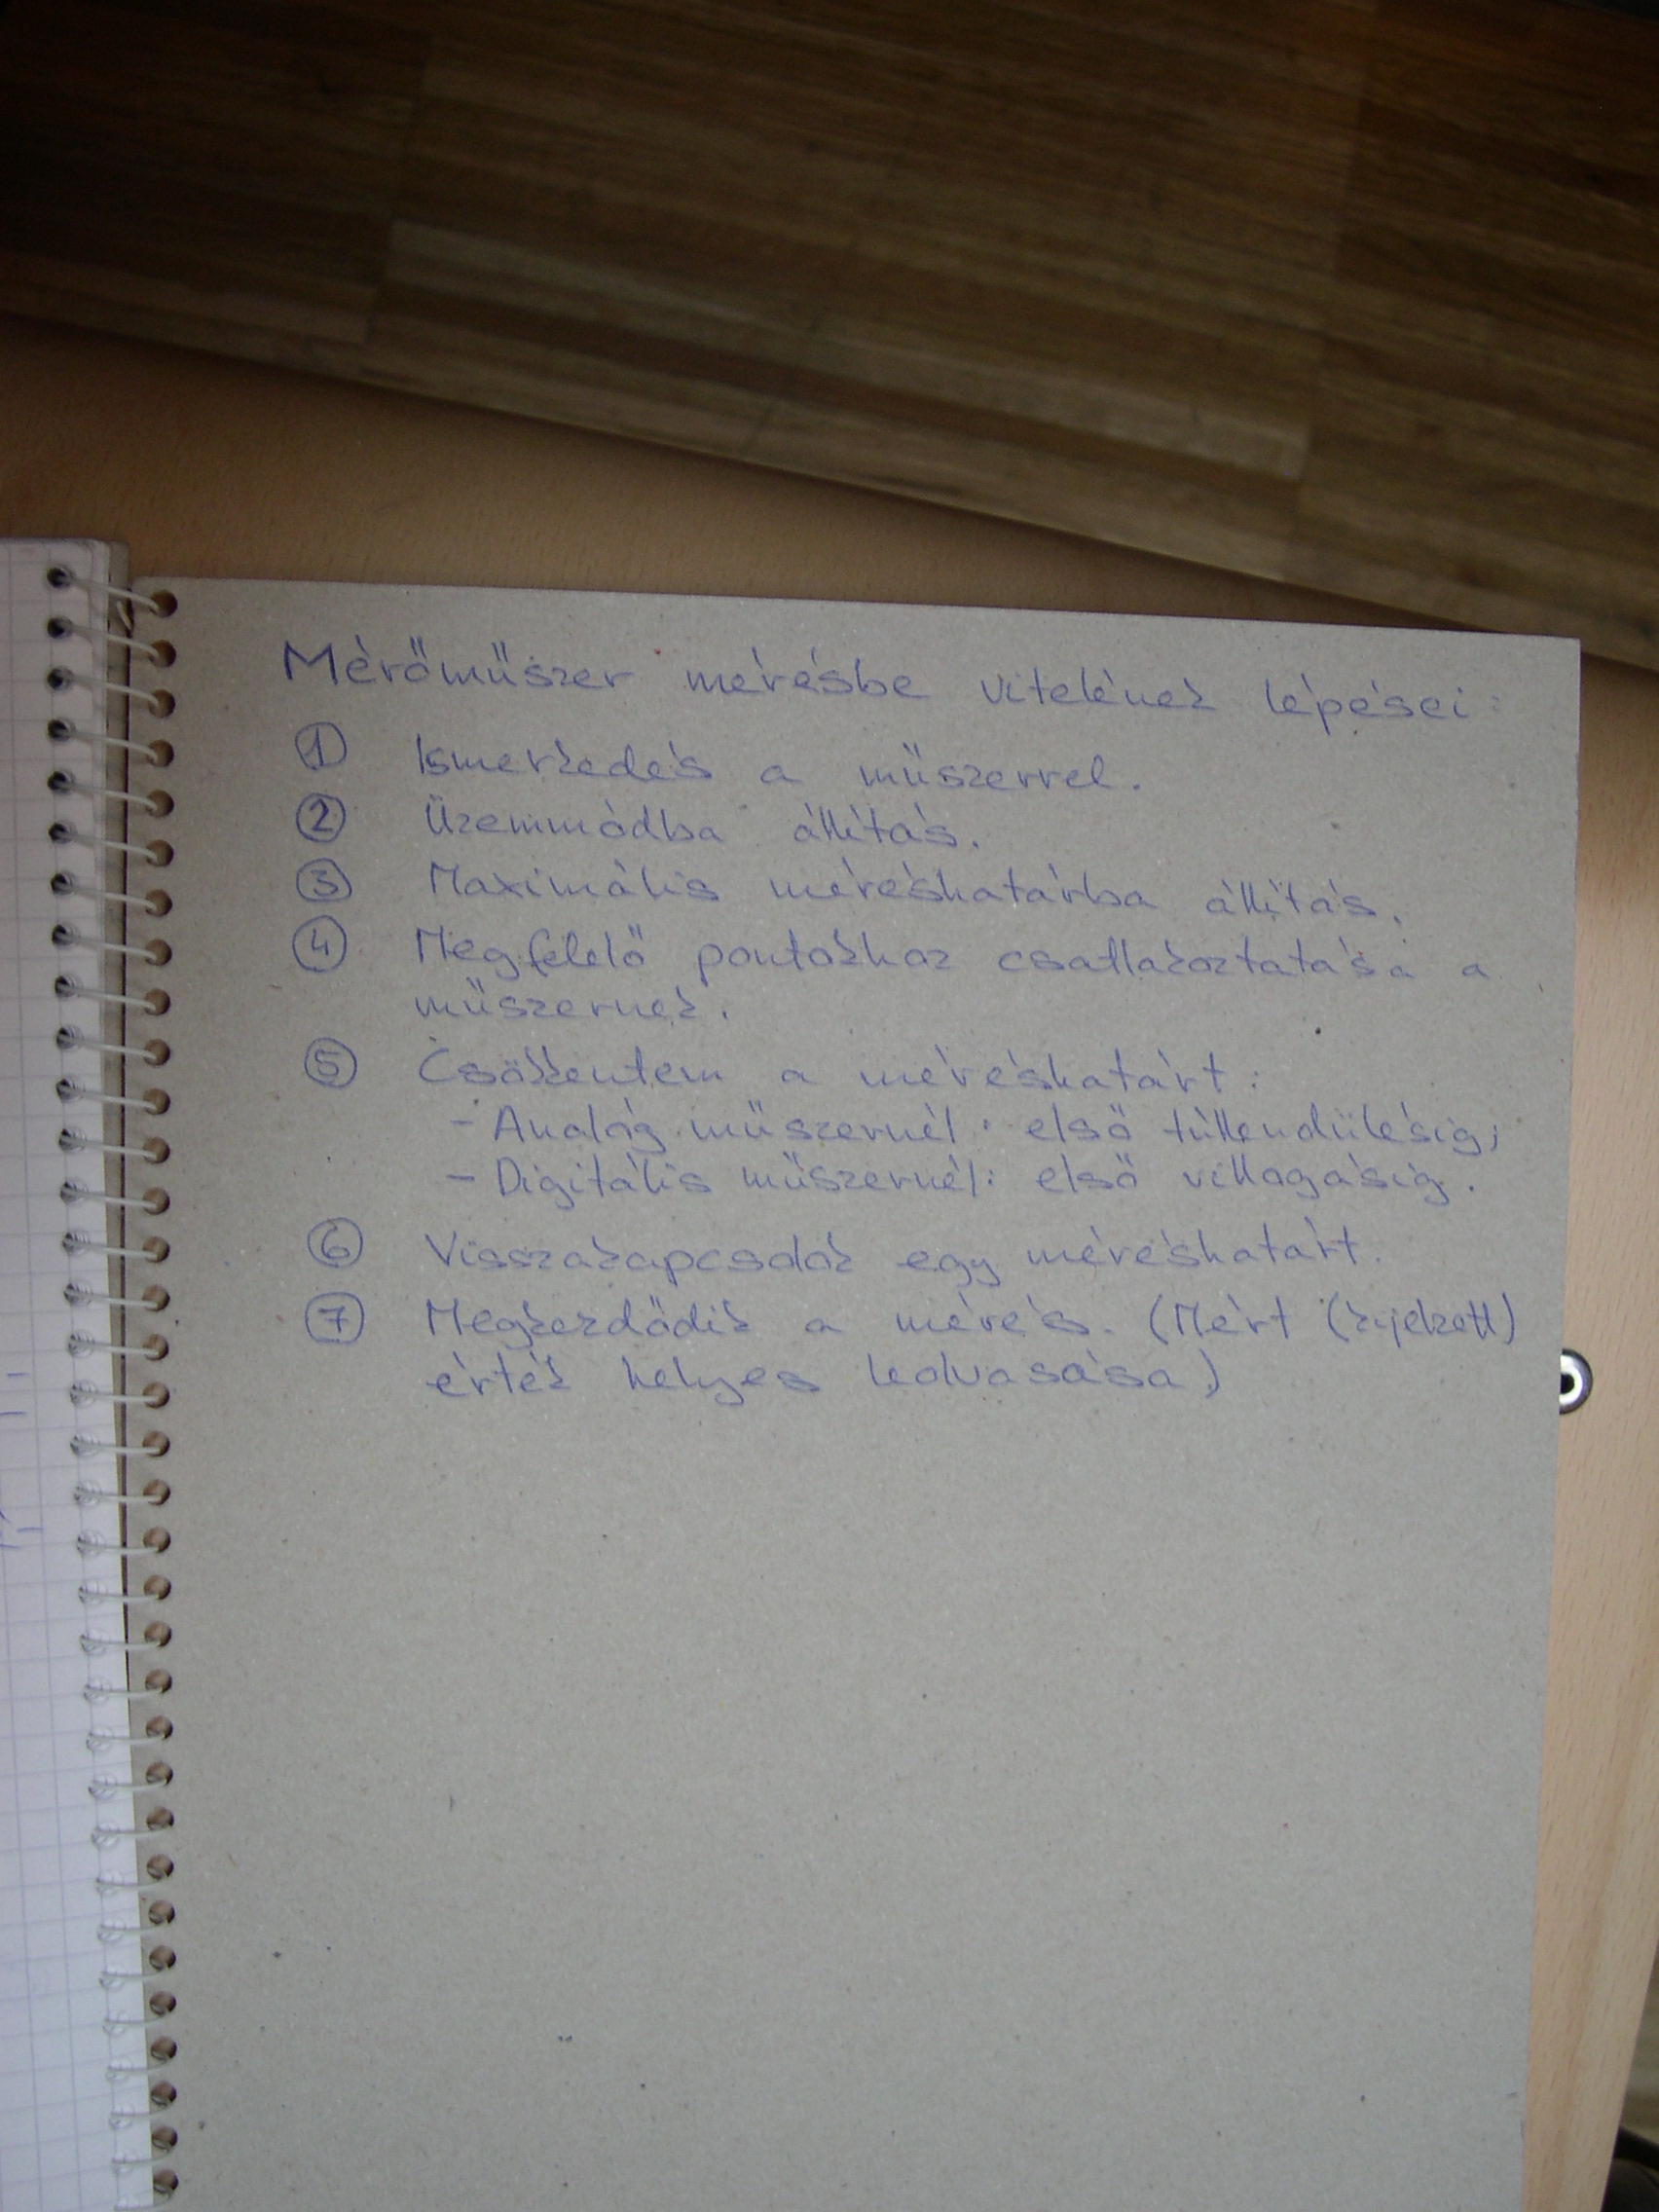 Mérőműszer mérésbe vitelének lépései:
1 Ismerkedés a műszerrel.
2 Üzemmódba állítás.
3 Maximális méréshatárba állítás.
4 Megfelelő pontokhoz csatlakoztatása a
műszernek.
5 Csökkentem a méréshatárt:
- Analóg műszernél: első túllendülésig;
- Digitális műszernél: első villogásig.
6 Visszakapcsolok egy méréshatárt.
7 Megkezdődik a mérés. (Mért (kijelzett)
érték helyes leolvasása)